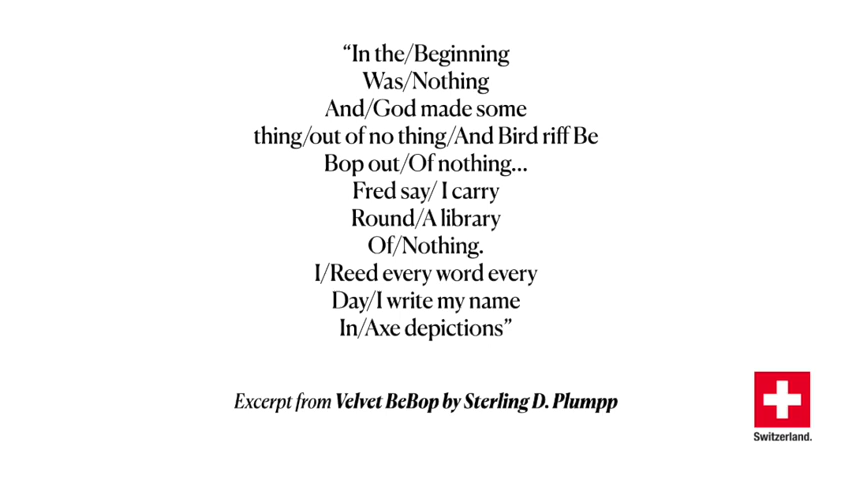 “In the/Beginning
Was/Nothing
And/God made some
thing/out of no thing/And Bird riff Be
Bop out/Of nothing...
Fred say/ I carry
Round/A library
Of/Nothing.
I/Reed every word every
Day/I write my name
In/Axe depictions”
Excerpt from Velvet BeBop by Sterling D. Plumpp
Switzerland.